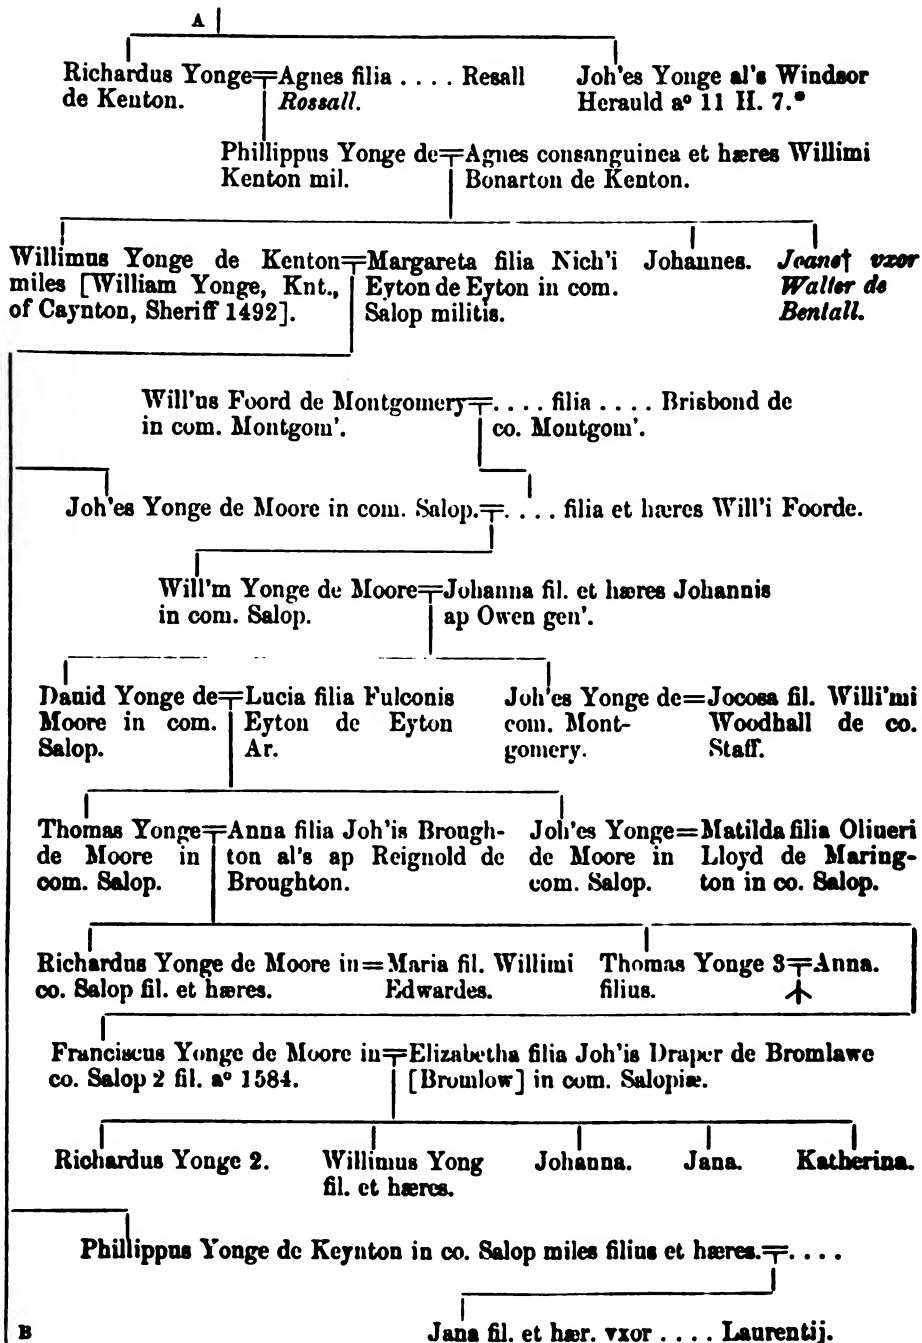 A
Richardus Yonge=Agnes filia . . . . Resall Joh'es Yonge al's Windsor
de Kenton. Rossall. Herauld aº 11 H. 7.*
Phillippus Yonge de=Agnes consanguinea et hæres Willimi
Kenton mil. Bonarton de Kenton.
Willimus Yonge de Kenton=Margareta filia Nich'i Johannes. Joane† vxor
miles [William Yonge, Knt., Eyton de Eyton in com. Walter de
of Caynton, Sheriff 1492]. Salop militis. Bentall.
Will'us Foord de Montgomery=. . . . filia . . . . Brisbond de
in com. Montgom'. co. Montgom'.
Joh'es Yonge de Moore in com. Salop.=. . . . filia et hæres Will'i Foorde.
Will'm Yonge de Moore=Johanna fil. et hæres Johannis
in com. Salop. ap Owen gen'.
Dauid Yonge de=Lucia filia Fulconis Joh'es Yonge de=Jocosa fil. Willi'mi
Moore in com. Eyton de Eyton com. Mont- Woodhall de co.
Salop. Ar. gomery. Staff.
Thomas Yonge=Anna filia Joh'is Brough- Joh'es Yonge=Matilda filia Oliueri
de Moore in ton al's ap Reignold de de Moore in Lloyd de Maring-
com. Salop. Broughton. com. Salop. ton in co. Salop.
Richardus Yonge de Moore in=Maria fil. Willimi Thomas Yonge 3=Anna.
co. Salop fil. et hæres. Edwardes. filius.
Franciscus Yonge de Moore in=Elizabetha filia Joh'is Draper de Bromlawe
co. Salop 2 fil. aº 1584. [Bromlow] in com. Salopiæ.
Richardus Yonge 2. Willimus Yong Johanna. Jana. Katherina.
fil. et hæres.
Phillippus Yonge de Keynton in co. Salop miles filius et hæres.=. . . .
B Jana fil. et hær. vxor . . . . Laurentij.